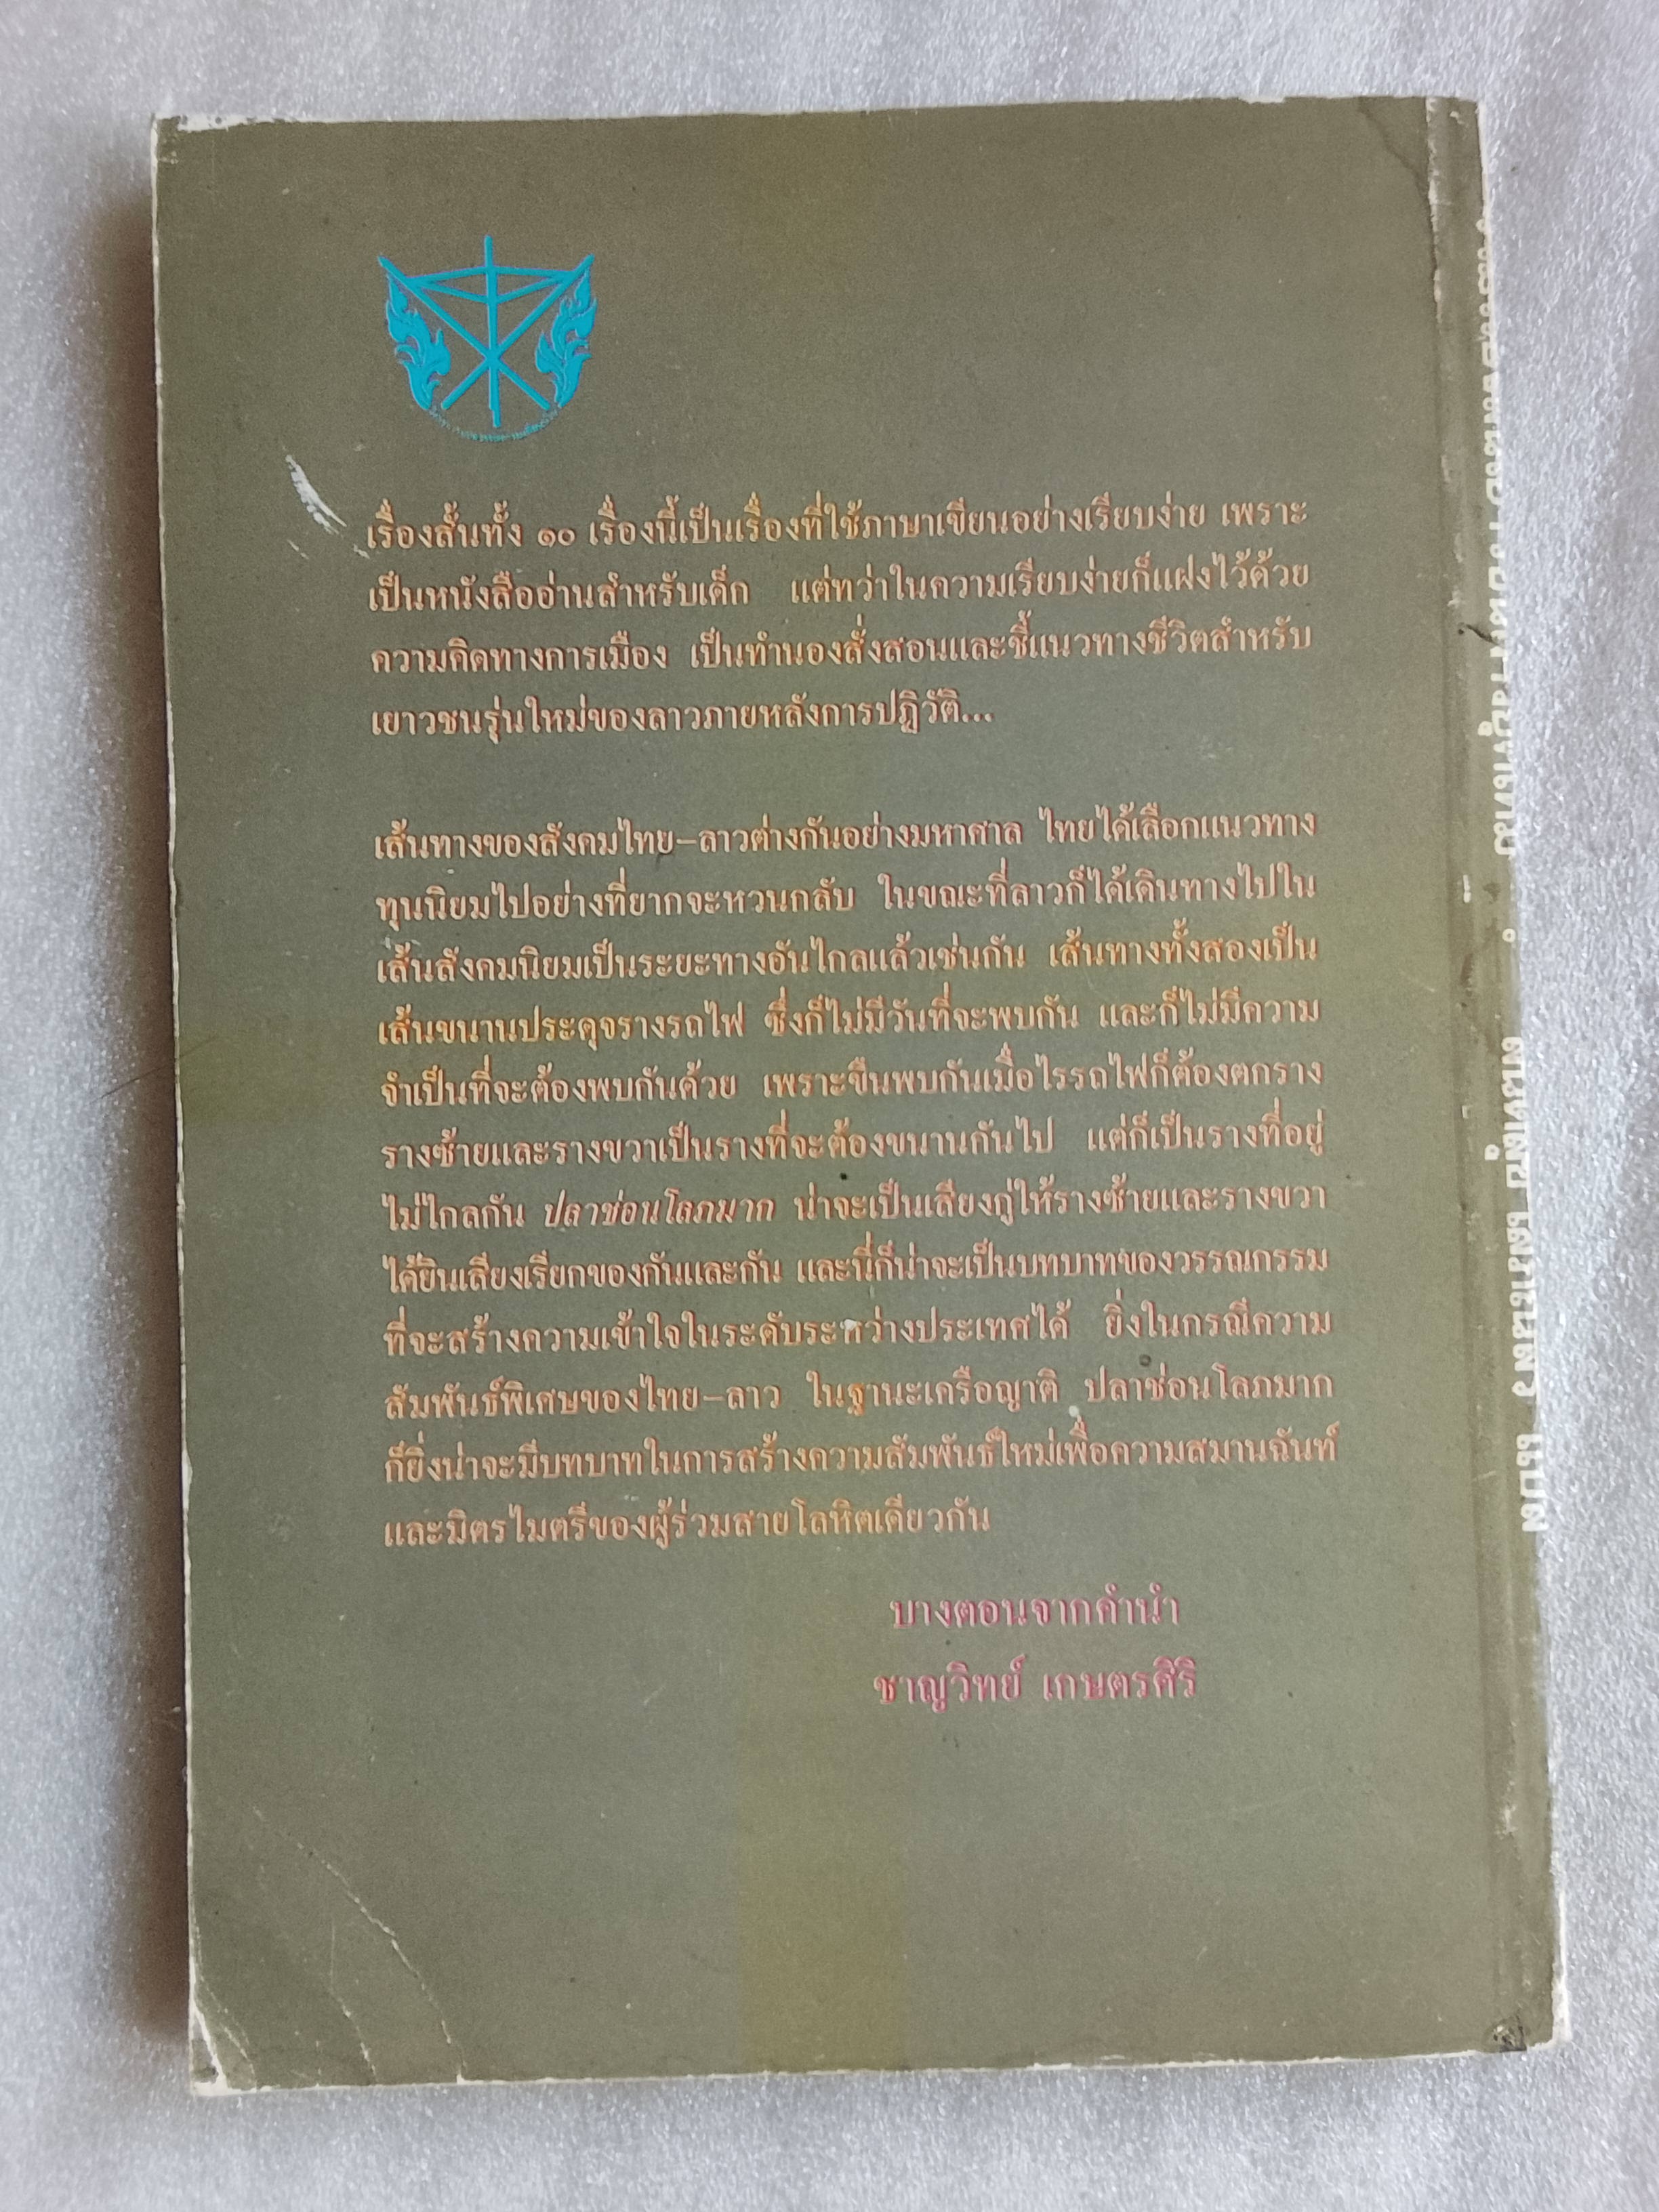 เรื่องสั้นทั้ง ๑๐ เรื่องนี้เป็นเรื่องที่ใช้ภาษาเขียนอย่างเรียบง่าย เพราะ
เป็นหนังสืออ่านสำหรับเด็ก แต่ทว่าในความเรียบง่ายก็แฝงไว้ด้วย
ความคิดทางการเมือง เป็นทำนองสั่งสอนและชี้แนวทางชีวิตสำหรับ
เยาวชนรุ่นใหม่ของลาวภายหลังการปฏิวัติ...
เส้นทางของสังคมไทย-ลาวต่างกันอย่างมหาศาล ไทยได้เลือกแนวทาง
ทุนนิยมไปอย่างที่ยากจะหวนกลับ ในขณะที่ลาวก็ได้เดินทางไปใน
เส้นสังคมนิยมเป็นระยะทางอันไกลแล้วเช่นกัน เส้นทางทั้งสองเป็น
เส้นขนานประดุจรางรถไฟ ซึ่งก็ไม่มีวันที่จะพบกัน และก็ไม่มีความ
จำเป็นที่จะต้องพบกันด้วย เพราะขืนพบกันเมื่อไรรถไฟก็ต้องตกราง
รางซ้ายและรางขวาเป็นรางที่จะต้องขนานกันไป แต่ก็เป็นรางที่อยู่
ไม่ไกลกัน ปลาช่อนโลภมาก น่าจะเป็นเสียงกู่ให้รางซ้ายและรางขวา
ได้ยินเสียงเรียกของกันและกัน และนี่ก็น่าจะเป็นบทบาทของวรรณกรรม
ที่จะสร้างความเข้าใจในระดับระหว่างประเทศได้ ยิ่งในกรณีความ
สัมพันธ์พิเศษของไทย-ลาว ในฐานะเครือญาติ ปลาช่อนโลภมาก
ก็ยิ่งน่าจะมีบทบาทในการสร้างความสัมพันธ์ใหม่เพื่อความสมานฉันท์
และมิตรไมตรีของผู้ร่วมสายโลหิตเดียวกัน
บางตอนจากคำนำ
ชาญวิทย์ เกษตรศิริ